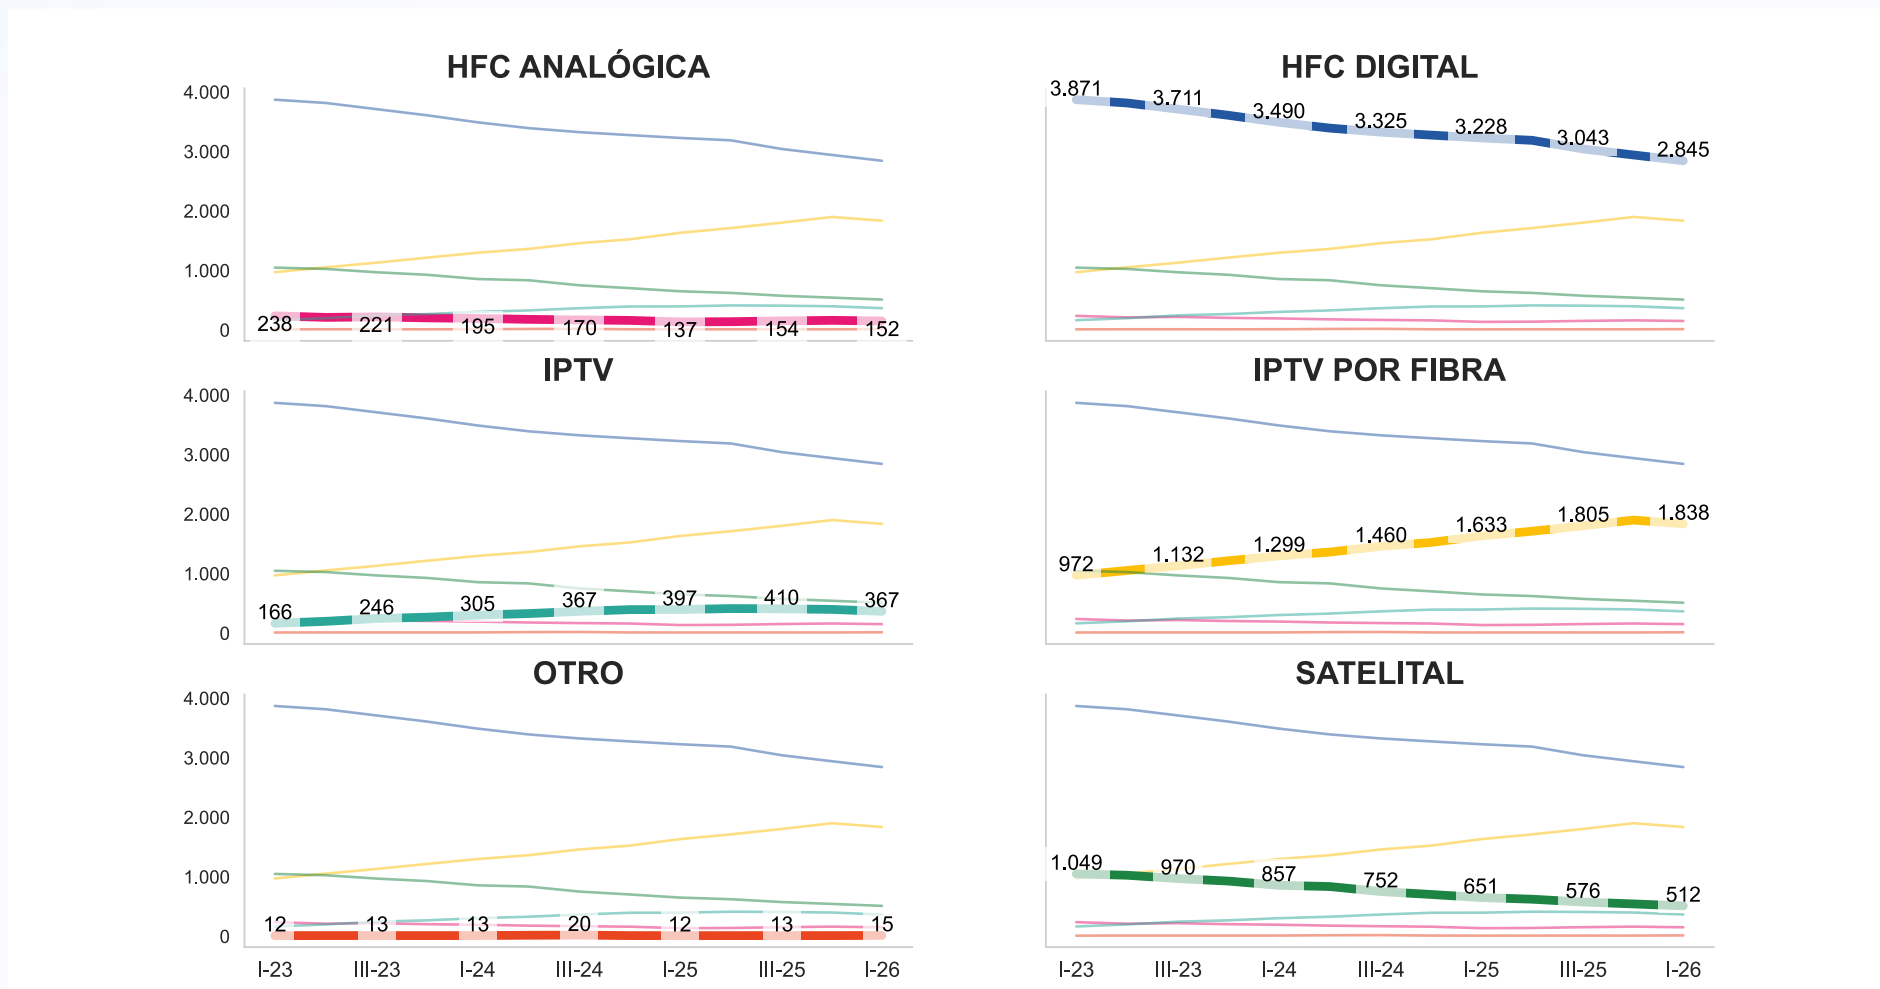 HFC ANALÓGICA
4.000
3.000
2.000
1.000
0
238 221 195 170 137 154 152
HFC DIGITAL
3.871 3.711 3.490 3.325 3.228 3.043 2.845
IPTV
4.000
3.000
2.000
1.000
0
166 246 305 367 397 410 367
IPTV POR FIBRA
972 1.132 1.299 1.460 1.633 1.805 1.838
OTRO
4.000
3.000
2.000
1.000
0
12 13 13 20 12 13 15
I-23 III-23 I-24 III-24 I-25 III-25 I-26
SATELITAL
1.049 970 857 752 651 576 512
I-23 III-23 I-24 III-24 I-25 III-25 I-26